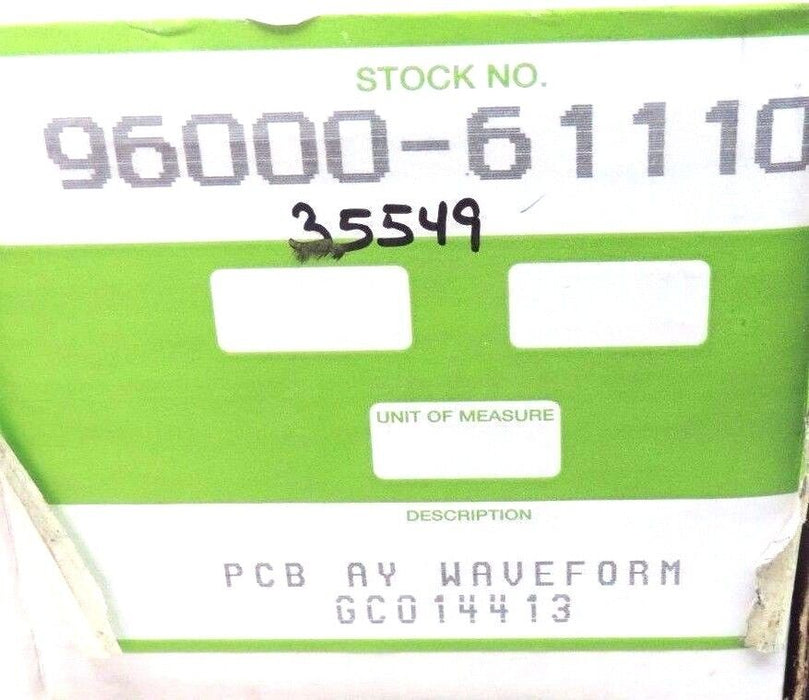 STOCK NO.
96000-61110
35549
UNIT OF MEASURE
DESCRIPTION
PCB AY WAVEFORM
GC014413